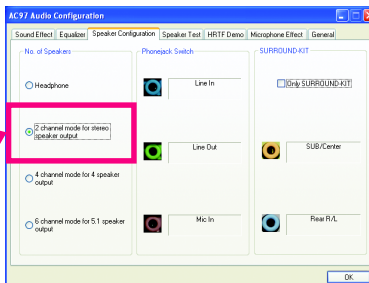 AC97 Audio Configuration
Sound Effect Equalizer Speaker Configuration Speaker Test HRTF Demo Microphone Effect General
No. of Speakers
Phonejack Switch
SURROUND-KIT
Headphone
Line In
Only SURROUND-KIT
2 channel mode for stereo
speaker output
Line Out
SUB/Center
4 channel mode for 4 speaker
output
6 channel mode for 5.1 speaker
output
Mic In
Rear R/L
OK